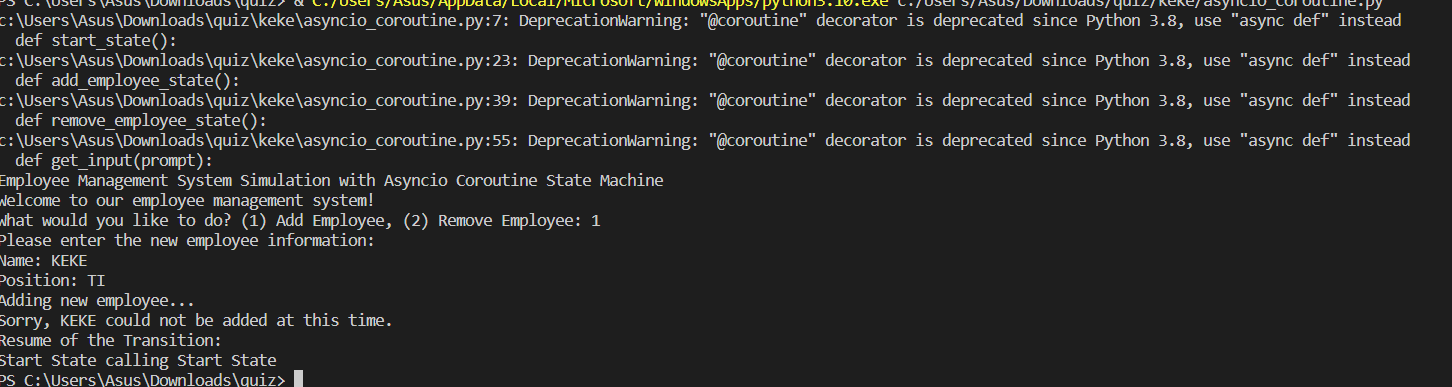 PS C:\Users\Asus\Downloads\quiz> & C:/Users/Asus/AppData/Local/Microsoft/WindowsApps/python3.10.exe c:/Users/Asus/Downloads/quiz/keke/asyncio_coroutine.py
c:\Users\Asus\Downloads\quiz\keke\asyncio_coroutine.py:7: DeprecationWarning: "@coroutine" decorator is deprecated since Python 3.8, use "async def" instead
  def start_state():
c:\Users\Asus\Downloads\quiz\keke\asyncio_coroutine.py:23: DeprecationWarning: "@coroutine" decorator is deprecated since Python 3.8, use "async def" instead
  def add_employee_state():
c:\Users\Asus\Downloads\quiz\keke\asyncio_coroutine.py:39: DeprecationWarning: "@coroutine" decorator is deprecated since Python 3.8, use "async def" instead
  def remove_employee_state():
c:\Users\Asus\Downloads\quiz\keke\asyncio_coroutine.py:55: DeprecationWarning: "@coroutine" decorator is deprecated since Python 3.8, use "async def" instead
  def get_input(prompt):
Employee Management System Simulation with Asyncio Coroutine State Machine
Welcome to our employee management system!
What would you like to do? (1) Add Employee, (2) Remove Employee: 1
Please enter the new employee information:
Name: KEKE
Position: TI
Adding new employee...
Sorry, KEKE could not be added at this time.
Resume of the Transition:
Start State calling Start State
PS C:\Users\Asus\Downloads\quiz>